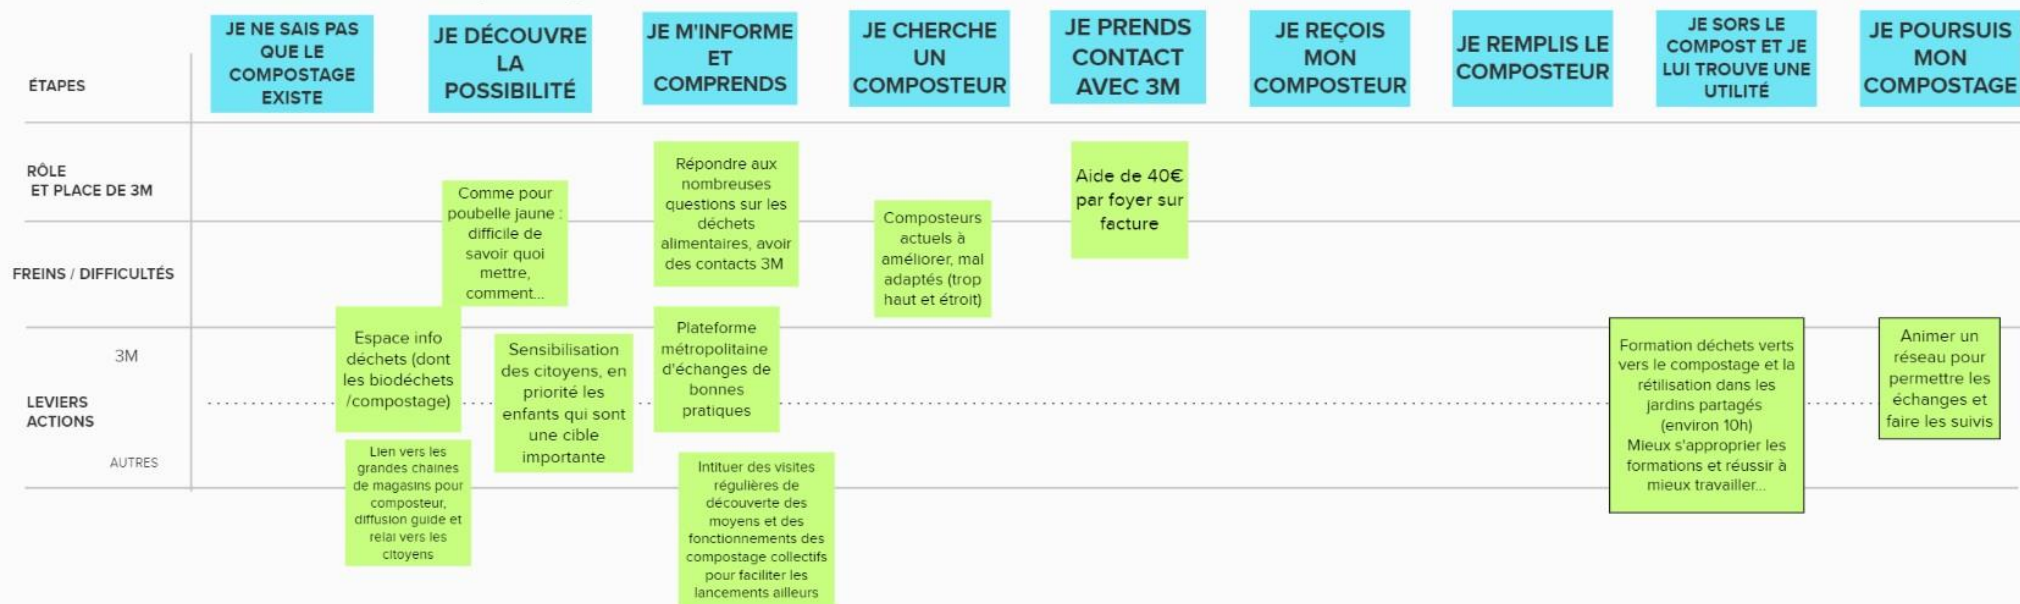 ÉTAPES
JE NE SAIS PAS
QUE LE
COMPOSTAGE
EXISTE
JE DÉCOUVRE
LA
POSSIBILITÉ
JE M'INFORME
ET
COMPRENDS
JE CHERCHE
UN
COMPOSTEUR
JE PRENDS
CONTACT
AVEC 3M
JE REÇOIS
MON
COMPOSTEUR
JE REMPLIS LE
COMPOSTEUR
JE SORS LE
COMPOST ET JE
LUI TROUVE UNE
UTILITÉ
JE POURSUIS
MON
COMPOSTAGE
RÔLE
ET PLACE DE 3M
Comme pour
poubelle jaune :
difficile de
savoir quoi
mettre,
comment...
Répondre aux
nombreuses
questions sur les
déchets
alimentaires, avoir
des contacts 3M
Composteurs
actuels à
améliorer, mal
adaptés (trop
haut et étroit)
Aide de 40€
par foyer sur
facture
FREINS / DIFFICULTÉS
3M
LEVIERS
ACTIONS
AUTRES
Espace info
déchets (dont
les biodéchets
/compostage)
Sensibilisation
des citoyens, en
priorité les
enfants qui sont
une cible
importante
Plateforme
métropolitaine
d'échanges de
bonnes
pratiques
Formation déchets verts
vers le compostage et la
rétilisation dans les
jardins partagés
(environ 10h)
Mieux s'approprier les
formations et réussir à
mieux travailler...
Animer un
réseau pour
permettre les
échanges et
faire les suivis
Lien vers les
grandes chaines
de magasins pour
composteur,
diffusion guide et
relai vers les
citoyens
Intituer des visites
régulières de
découverte des
moyens et des
fonctionnements des
compostage collectifs
pour faciliter les
lancements ailleurs